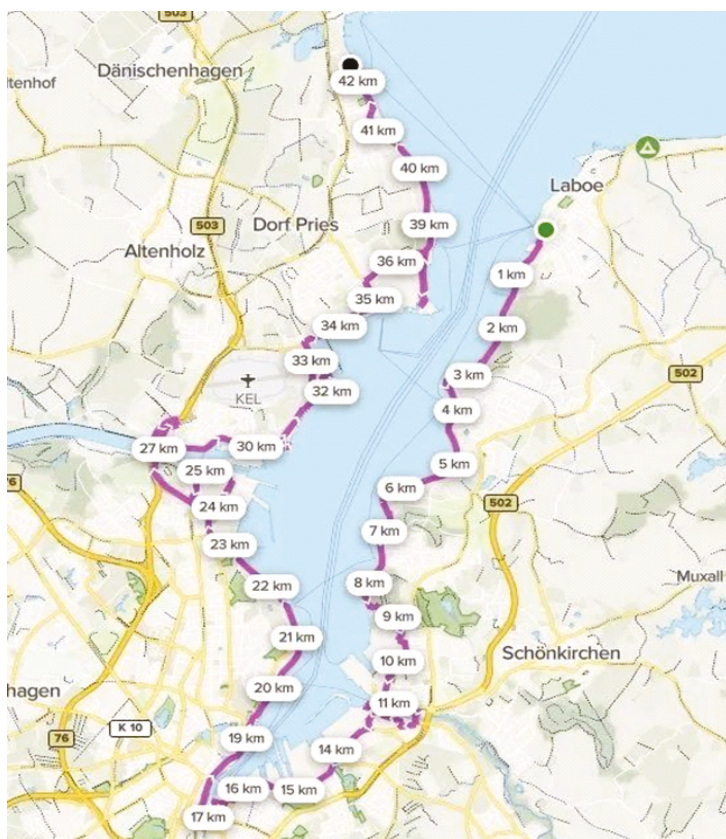 503
Dänischenhagen
ltenhof
42 km
41 km
40 km
Laboe
503
Dorf Pries
39 km
Altenholz
36 km
1 km
35 km
34 km
2 km
33 km
3 km
502
KEL
32 km
4 km
27 km
30 km
5 km
25 km
76
6 km
24 km
502
23 km
7 km
22 km
8 km
Muxall
9 km
21 km
Schönkirchen
10 km
20 km
hagen
11 km
K 10
76
19 km
14 km
16 km
15 km
17 km